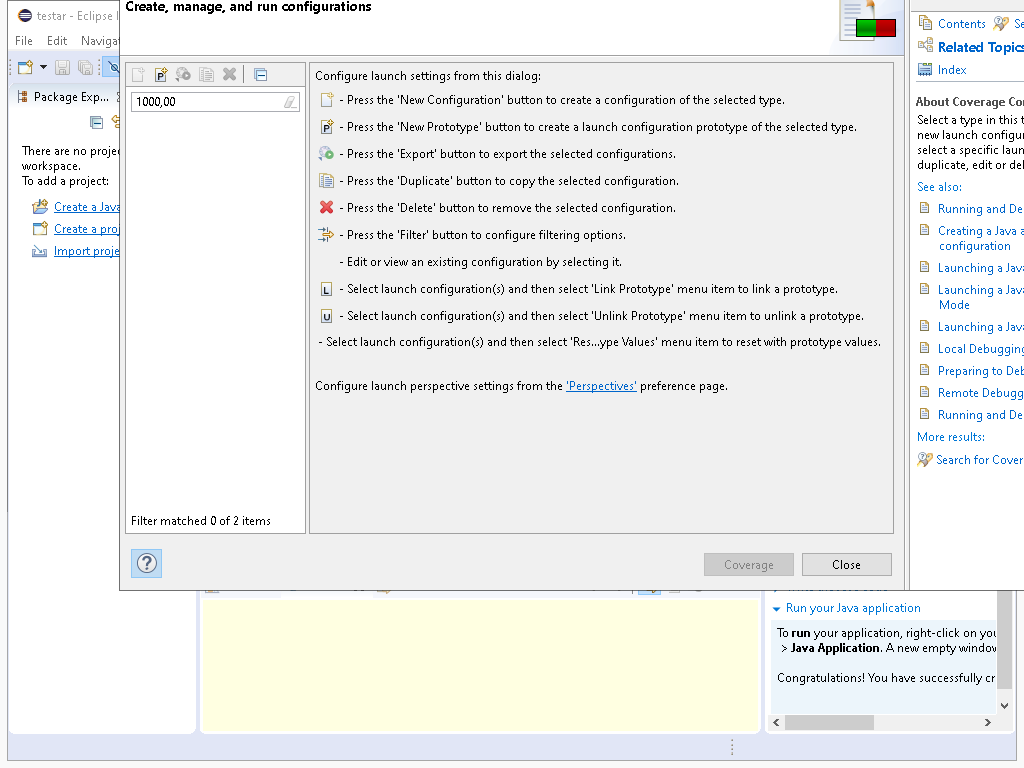 testar - Eclipse I
Create, manage, and run configurations
File Edit Navigat
Package Exp...
There are no proje
workspace.
To add a project:
Create a Java
Create a proj
Import proje
1000,00
Filter matched 0 of 2 items
Configure launch settings from this dialog:
- Press the 'New Configuration' button to create a configuration of the selected type.
- Press the 'New Prototype' button to create a launch configuration prototype of the selected type.
- Press the 'Export' button to export the selected configurations.
- Press the 'Duplicate' button to copy the selected configuration.
- Press the 'Delete' button to remove the selected configuration.
- Press the 'Filter' button to configure filtering options.
- Edit or view an existing configuration by selecting it.
- Select launch configuration(s) and then select 'Link Prototype' menu item to link a prototype.
- Select launch configuration(s) and then select 'Unlink Prototype' menu item to unlink a prototype.
- Select launch configuration(s) and then select 'Res...ype Values' menu item to reset with prototype values.
Configure launch perspective settings from the 'Perspectives' preference page.
Coverage Close
Contents Se
Related Topics
Index
About Coverage Co
Select a type in this t
new launch configur
select a specific laun
duplicate, edit or del
See also:
Running and De
Creating a Java a
configuration
Launching a Java
Launching a Java
Mode
Launching a Java
Local Debugging
Preparing to Deb
Remote Debugg
Running and De
More results:
Search for Cover
Run your Java application
To run your application, right-click on you
> Java Application. A new empty window
Congratulations! You have successfully cr